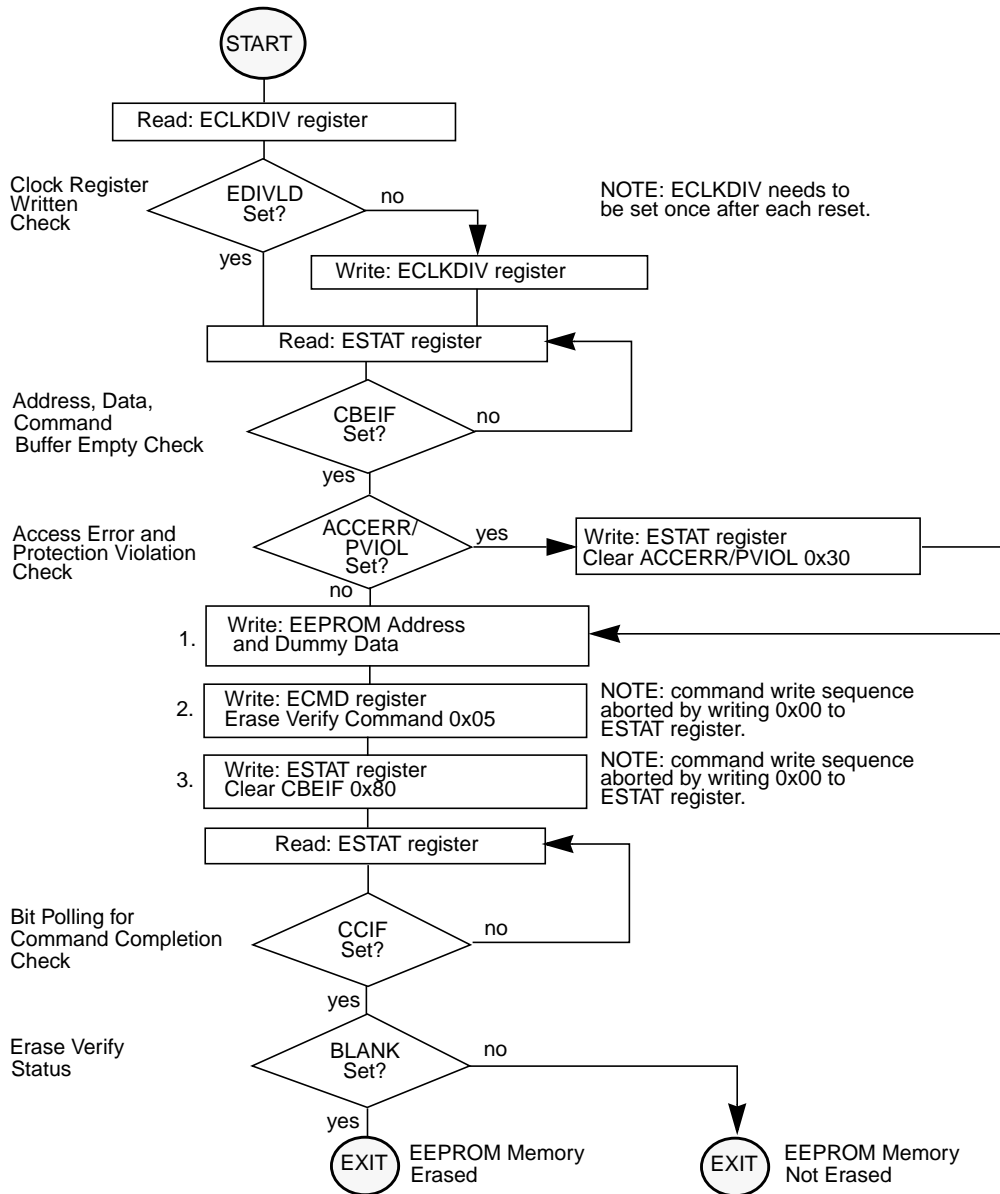 START
Read: ECLKDIV register
Clock Register
Written
Check
EDIVLD
Set?
no
yes
NOTE: ECLKDIV needs to
be set once after each reset.
Write: ECLKDIV register
Read: ESTAT register
Address, Data,
Command
Buffer Empty Check
CBEIF
Set?
no
yes
Access Error and
Protection Violation
Check
ACCERR/
PVIOL
Set?
yes
no
Write: ESTAT register
Clear ACCERR/PVIOL 0x30
1.
Write: EEPROM Address
and Dummy Data
2.
Write: ECMD register
Erase Verify Command 0x05
NOTE: command write sequence
aborted by writing 0x00 to
ESTAT register.
3.
Write: ESTAT register
Clear CBEIF 0x80
NOTE: command write sequence
aborted by writing 0x00 to
ESTAT register.
Read: ESTAT register
Bit Polling for
Command Completion
Check
CCIF
Set?
no
yes
Erase Verify
Status
BLANK
Set?
no
yes
EXIT
EEPROM Memory
Erased
EXIT
EEPROM Memory
Not Erased